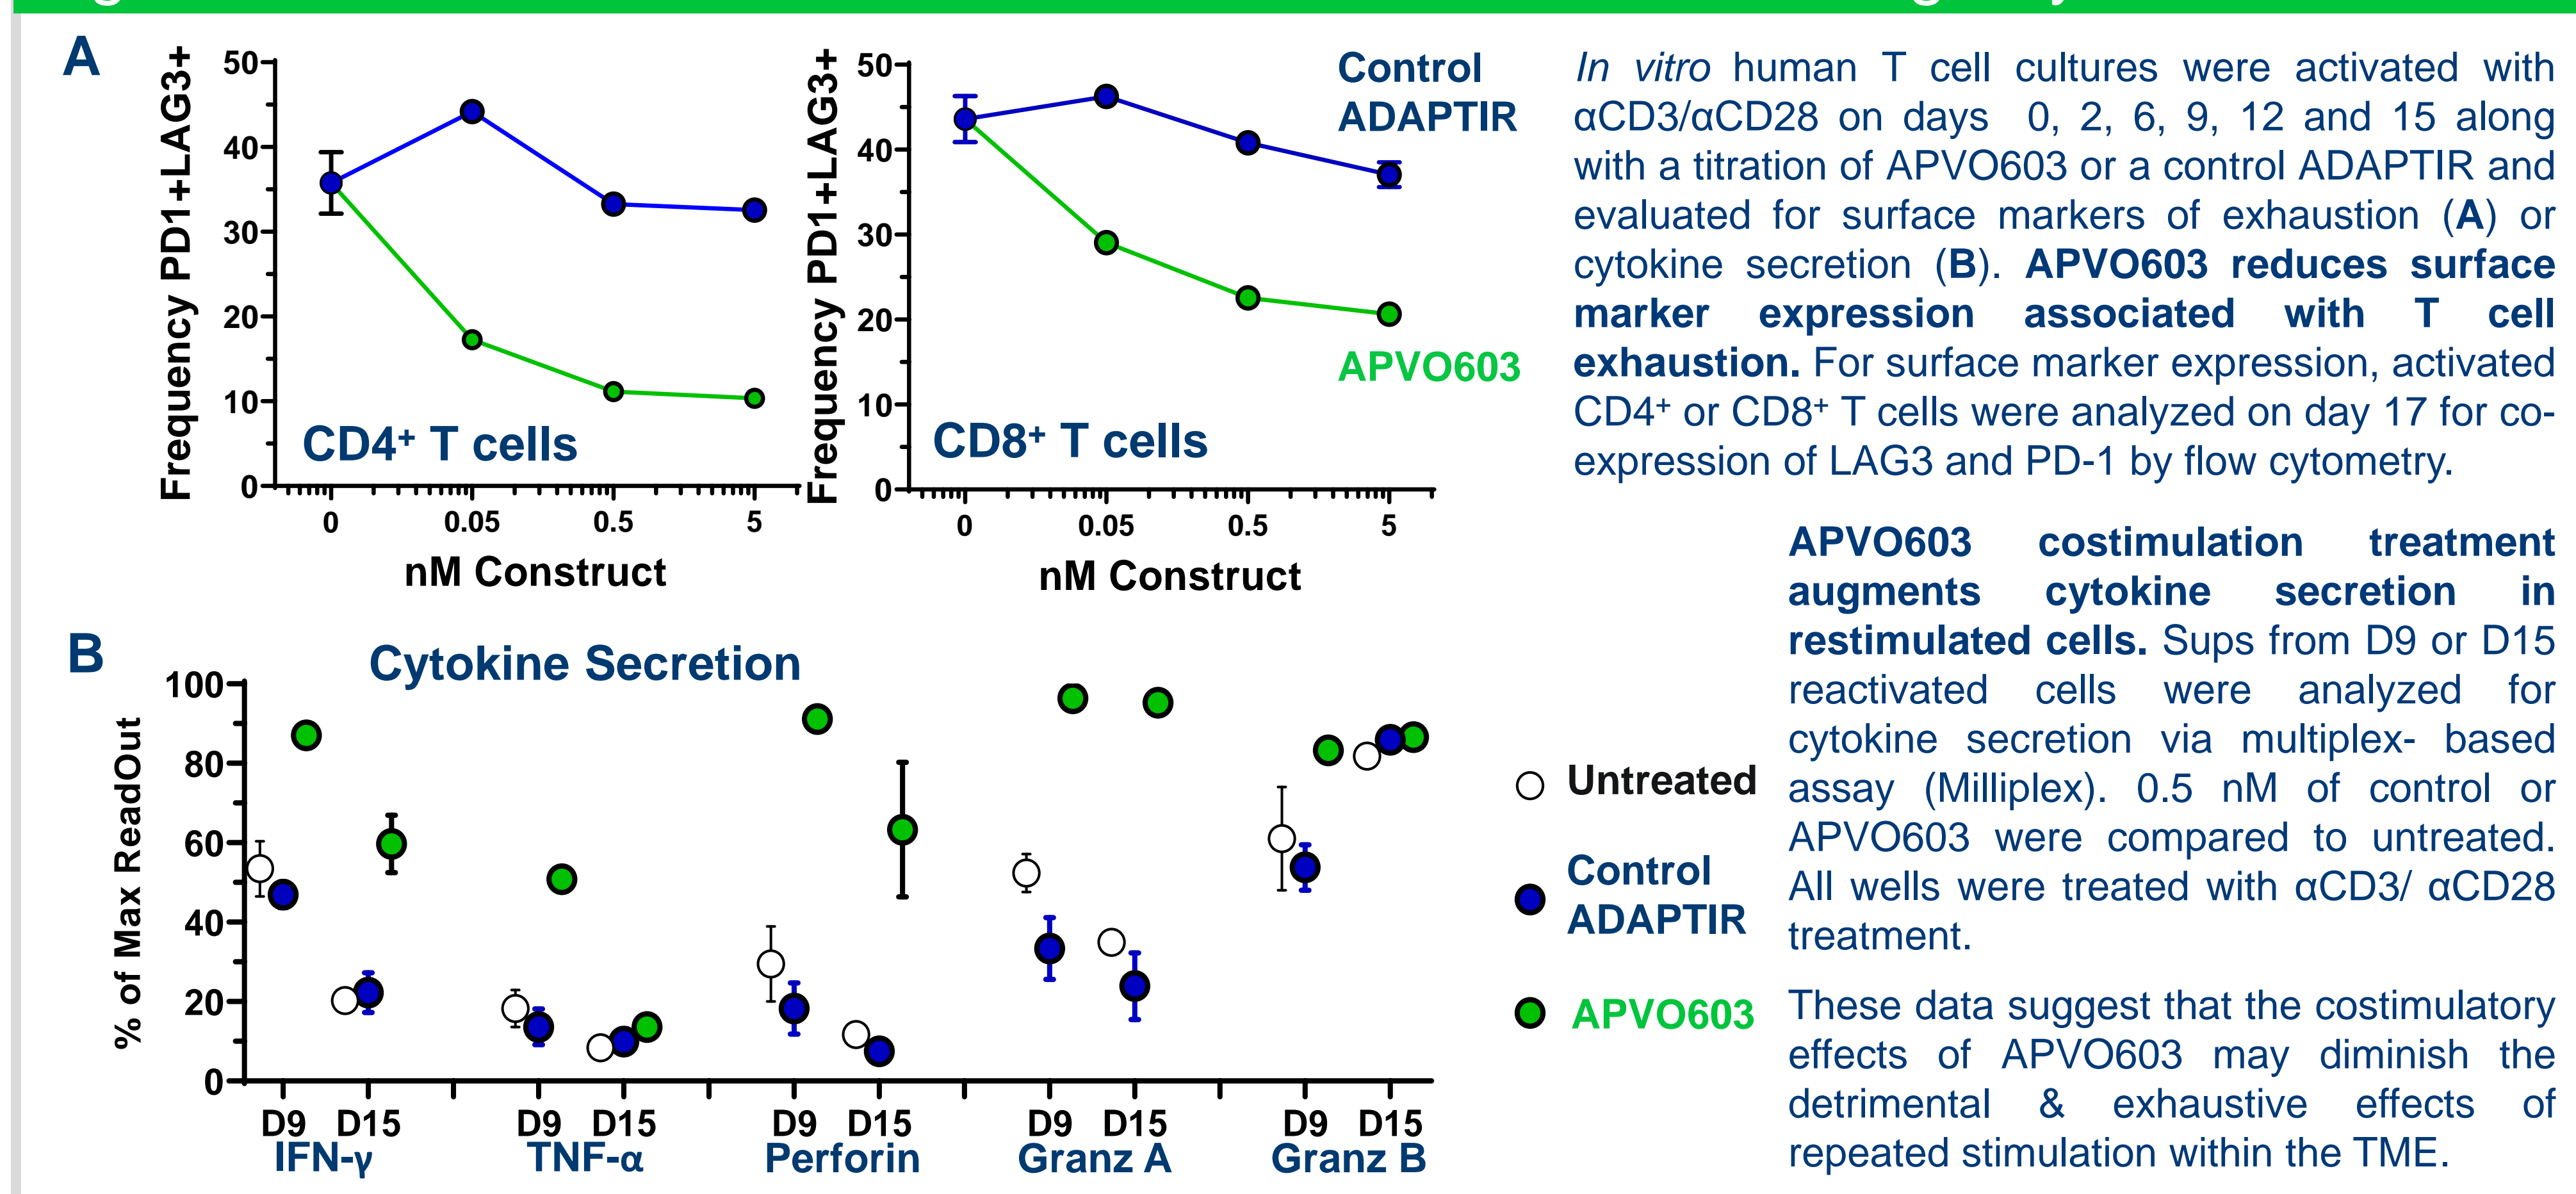 A
Frequency PD1+LAG3+
50
40
30
20
10
0
CD4+ T cells
0 0.05 0.5 5
nM Construct
Frequency PD1+LAG3+
50
40
30
20
10
0
CD8+ T cells
0 0.05 0.5 5
nM Construct
Control
ADAPTIR
APVO603
In vitro human T cell cultures were activated with
αCD3/αCD28 on days 0, 2, 6, 9, 12 and 15 along
with a titration of APVO603 or a control ADAPTIR and
evaluated for surface markers of exhaustion (A) or
cytokine secretion (B). APVO603 reduces surface
marker expression associated with T cell
exhaustion. For surface marker expression, activated
CD4+ or CD8+ T cells were analyzed on day 17 for co-
expression of LAG3 and PD-1 by flow cytometry.
B
Cytokine Secretion
% of Max ReadOut
100
80
60
40
20
0
D9 D15 D9 D15 D9 D15 D9 D15 D9 D15
IFN-γ TNF-α Perforin Granz A Granz B
Untreated
Control
ADAPTIR
APVO603
APVO603 costimulation treatment
augments cytokine secretion in
restimulated cells. Sups from D9 or D15
reactivated cells were analyzed for
cytokine secretion via multiplex- based
assay (Milliplex). 0.5 nM of control or
APVO603 were compared to untreated.
All wells were treated with αCD3/ αCD28
treatment.
These data suggest that the costimulatory
effects of APVO603 may diminish the
detrimental & exhaustive effects of
repeated stimulation within the TME.